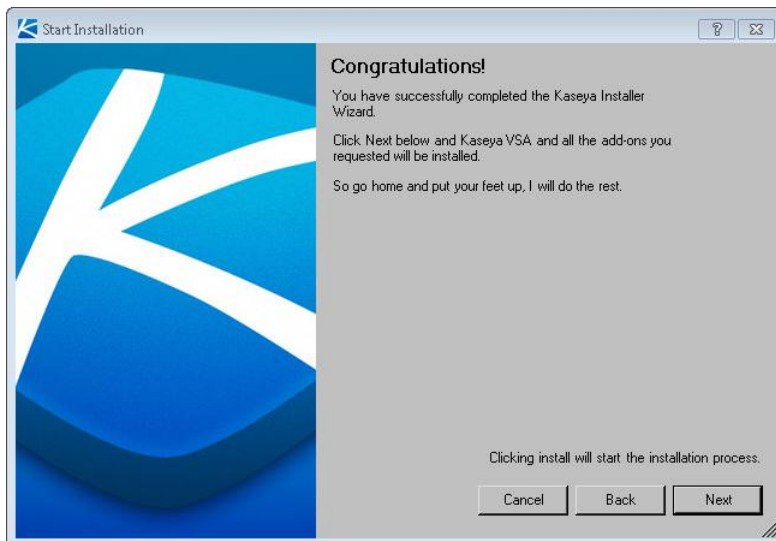 Start Installation
Congratulations!
You have successfully completed the Kaseya Installer
Wizard.
Click Next below and Kaseya VSA and all the add-ons you
requested will be installed.
So go home and put your feet up, I will do the rest.
Clicking install will start the installation process.
Cancel Back Next